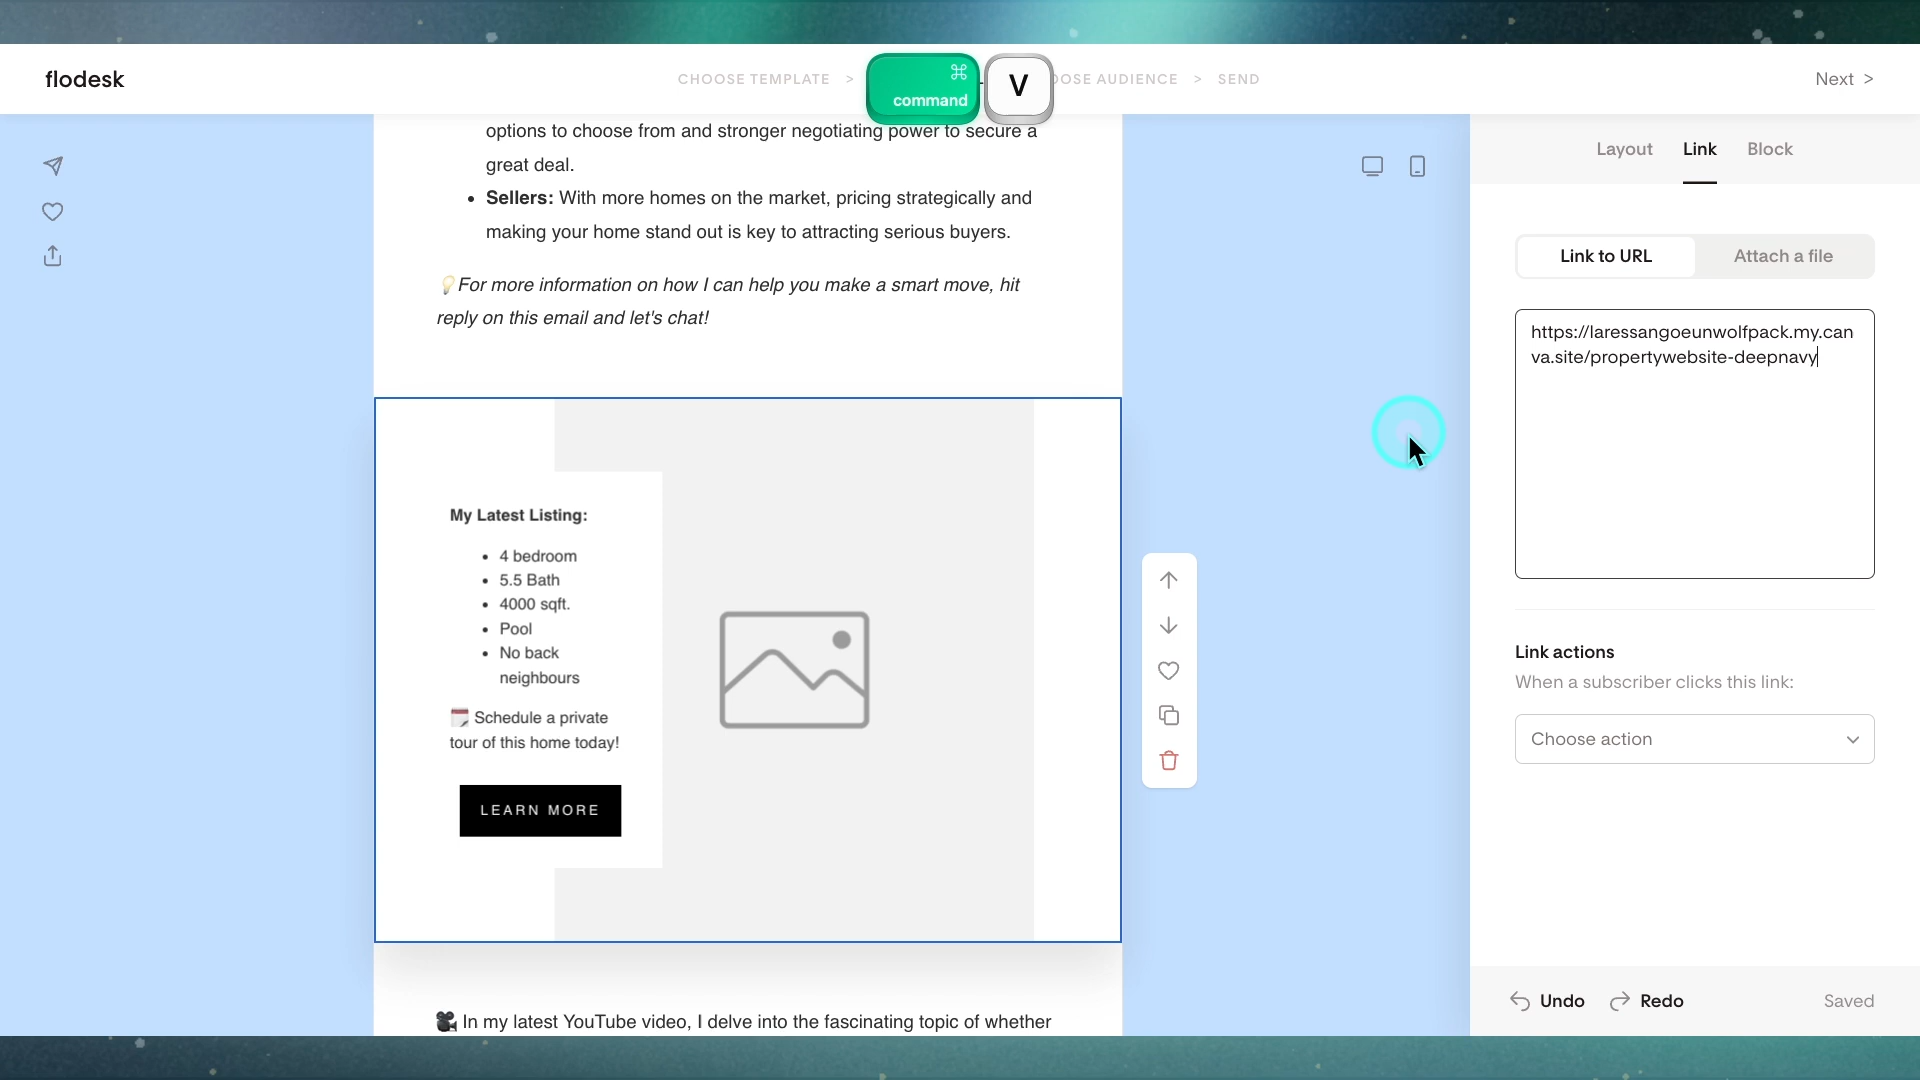 flodesk
CHOOSE TEMPLATE >
⌘
command
V
OOSE AUDIENCE > SEND
Next >
options to choose from and stronger negotiating power to secure a
great deal.
• Sellers: With more homes on the market, pricing strategically and
making your home stand out is key to attracting serious buyers.
💡For more information on how I can help you make a smart move, hit
reply on this email and let's chat!
My Latest Listing:
• 4 bedroom
• 5.5 Bath
• 4000 sqft.
• Pool
• No back
neighbours
Schedule a private
tour of this home today!
LEARN MORE
🎥 In my latest YouTube video, I delve into the fascinating topic of whether
Layout Link Block
Link to URL Attach a file
https://laressangoeunwolfpack.my.can
va.site/propertywebsite-deepnavy
Link actions
When a subscriber clicks this link:
Choose action
Undo Redo Saved